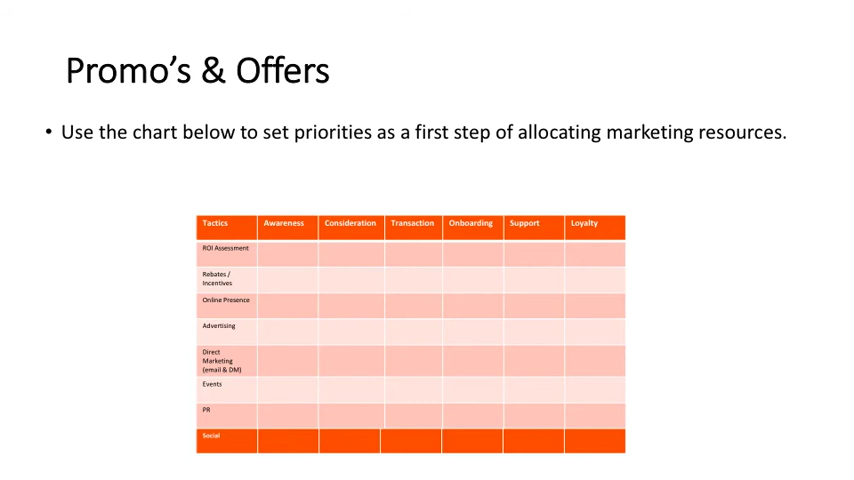 Promo’s & Offers
• Use the chart below to set priorities as a first step of allocating marketing resources.
Tactics Awareness Consideration Transaction Onboarding Support Loyalty
ROI Assessment
Rebates /
Incentives
Online Presence
Advertising
Direct
Marketing
(email & DM)
Events
PR
Social